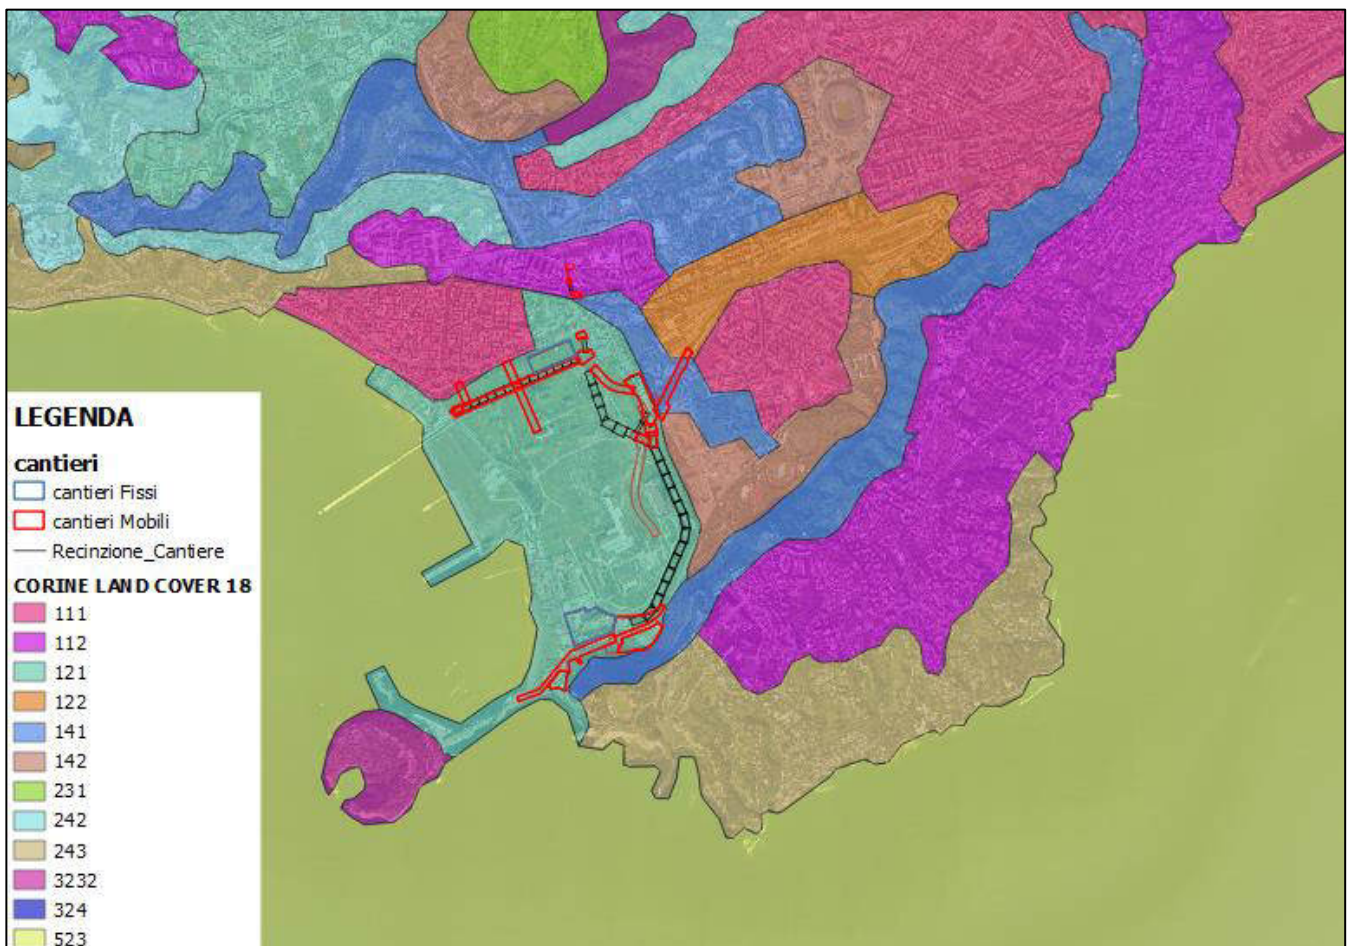 LEGENDA
cantieri
cantieri Fissi
cantieri Mobili
Recinzione_Cantiere
CORINE LAND COVER 18
111
112
121
122
141
142
231
242
243
3232
324
523